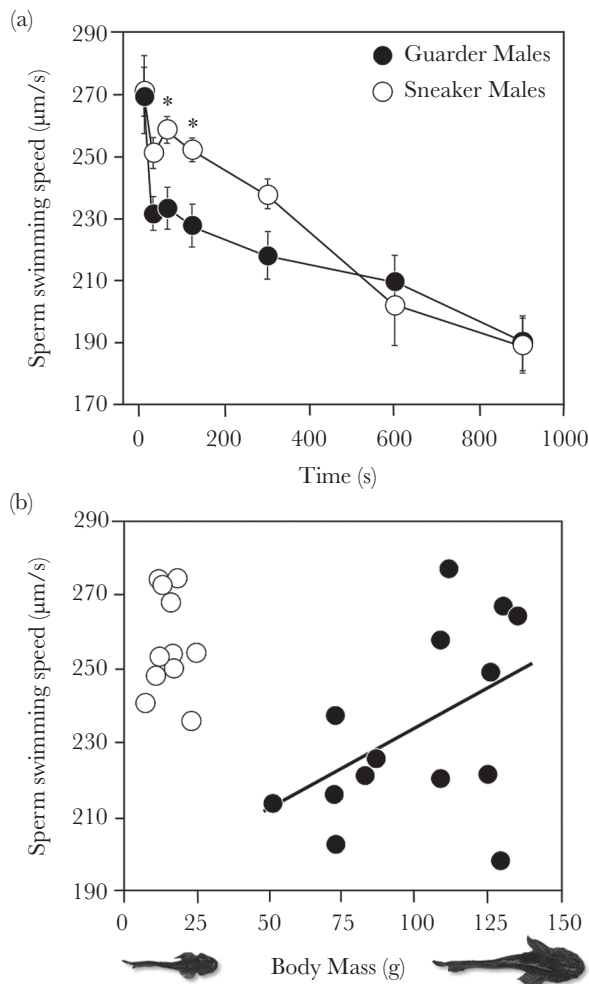 (a)
290
270
250
230
210
190
170
Sperm swimming speed (μm/s)
Guarder Males
Sneaker Males
*
*
0 200 400 600 800 1000
Time (s)
(b)
290
270
250
230
210
190
Sperm swimming speed (μm/s)
0 25 50 75 100 125 150
Body Mass (g)